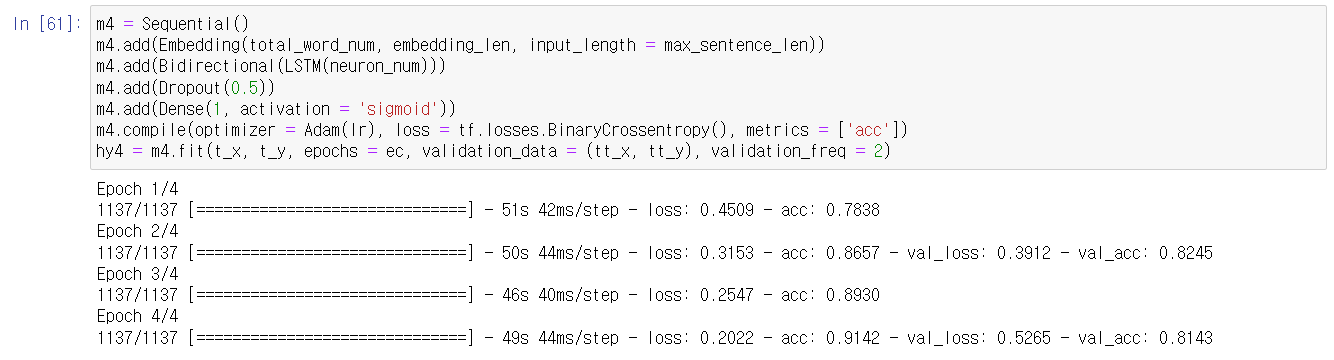 In [61]: m4 = Sequential()
m4.add(Embedding(total_word_num, embedding_len, input_length = max_sentence_len))
m4.add(Bidirectional(LSTM(neuron_num)))
m4.add(Dropout(0.5))
m4.add(Dense(1, activation = 'sigmoid'))
m4.compile(optimizer = Adam(lr), loss = tf.losses.BinaryCrossentropy(), metrics = ['acc'])
hy4 = m4.fit(t_x, t_y, epochs = ec, validation_data = (tt_x, tt_y), validation_freq = 2)
Epoch 1/4
1137/1137 [==============================] - 51s 42ms/step - loss: 0.4509 - acc: 0.7838
Epoch 2/4
1137/1137 [==============================] - 50s 44ms/step - loss: 0.3153 - acc: 0.8657 - val_loss: 0.3912 - val_acc: 0.8245
Epoch 3/4
1137/1137 [==============================] - 46s 40ms/step - loss: 0.2547 - acc: 0.8930
Epoch 4/4
1137/1137 [==============================] - 49s 44ms/step - loss: 0.2022 - acc: 0.9142 - val_loss: 0.5265 - val_acc: 0.8143